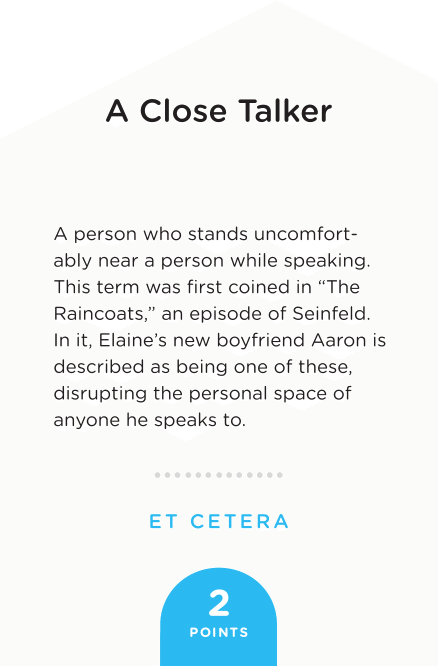 A Close Talker
A person who stands uncomfort-
ably near a person while speaking.
This term was first coined in “The
Raincoats,” an episode of Seinfeld.
In it, Elaine’s new boyfriend Aaron is
described as being one of these,
disrupting the personal space of
anyone he speaks to.
ET CETERA
2
POINTS